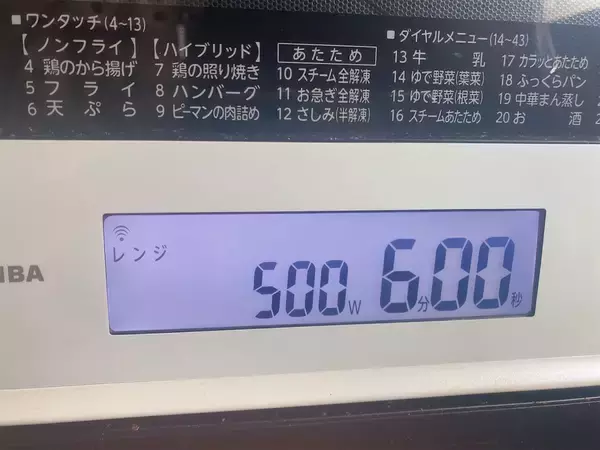 ■ワンタッチ(4~13)
【ノンフライ】
4 鶏のから揚げ
5 フライ
6 天ぷら
【ハイブリッド】
7 鶏の照り焼き
8 ハンバーグ
9 ピーマンの肉詰め
あたため
10 スチーム全解凍
11 お急ぎ全解凍
12 さしみ(半解凍)
■ダイヤルメニュー(14~43)
13 牛乳
14 ゆで野菜(葉菜)
15 ゆで野菜(根菜)
16 スチームあたため
17 カラッとあたため
18 ふっくらパン
19 中華まん蒸し
20 お酒
レンジ
500W 6分00秒